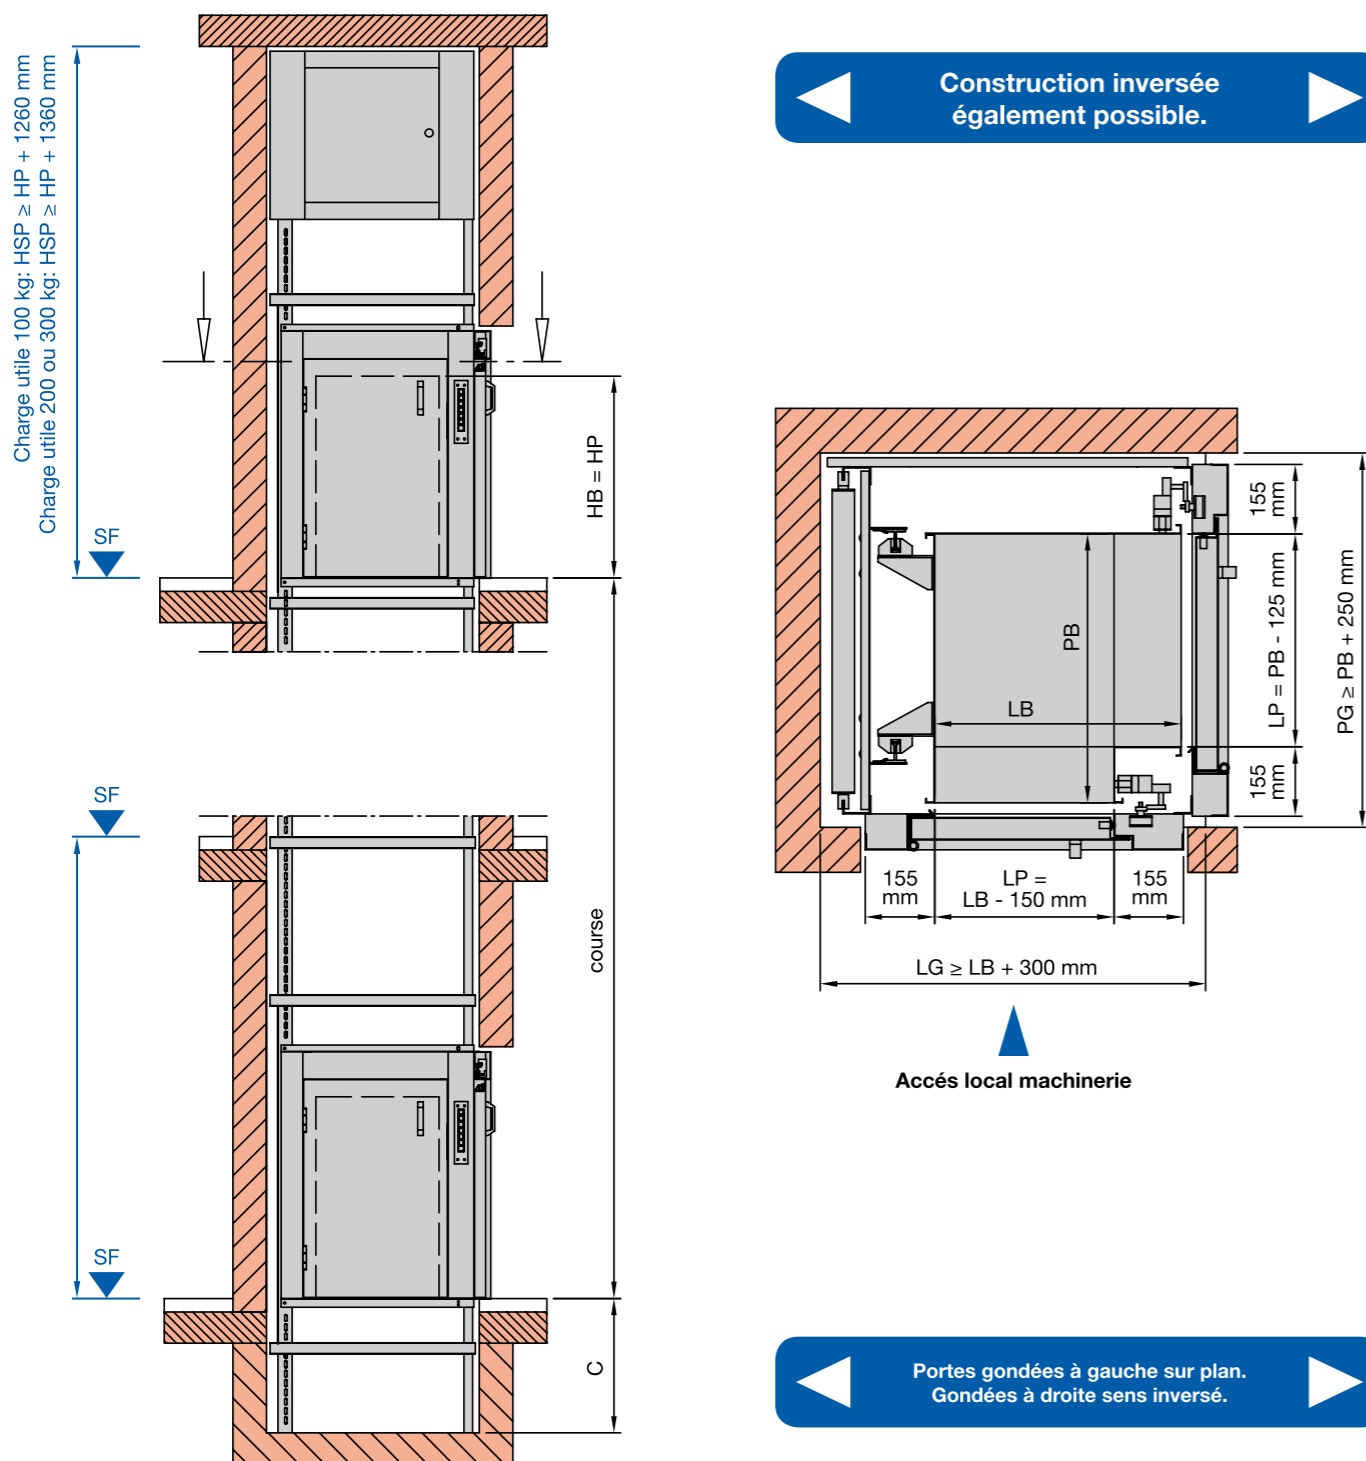 Charge utile 100 kg: HSP ≥ HP + 1260 mm
Charge utile 200 ou 300 kg: HSP ≥ HP + 1360 mm
SF
HB = HP
SF
course
SF
C
Construction inversée
également possible.
155
mm
LP = PB - 125 mm
PG ≥ PB + 250 mm
PB
LB
155
mm
155
mm
LP =
LB - 150 mm
155
mm
LG ≥ LB + 300 mm
Accés local machinerie
Portes gondées à gauche sur plan.
Gondées à droite sens inversé.